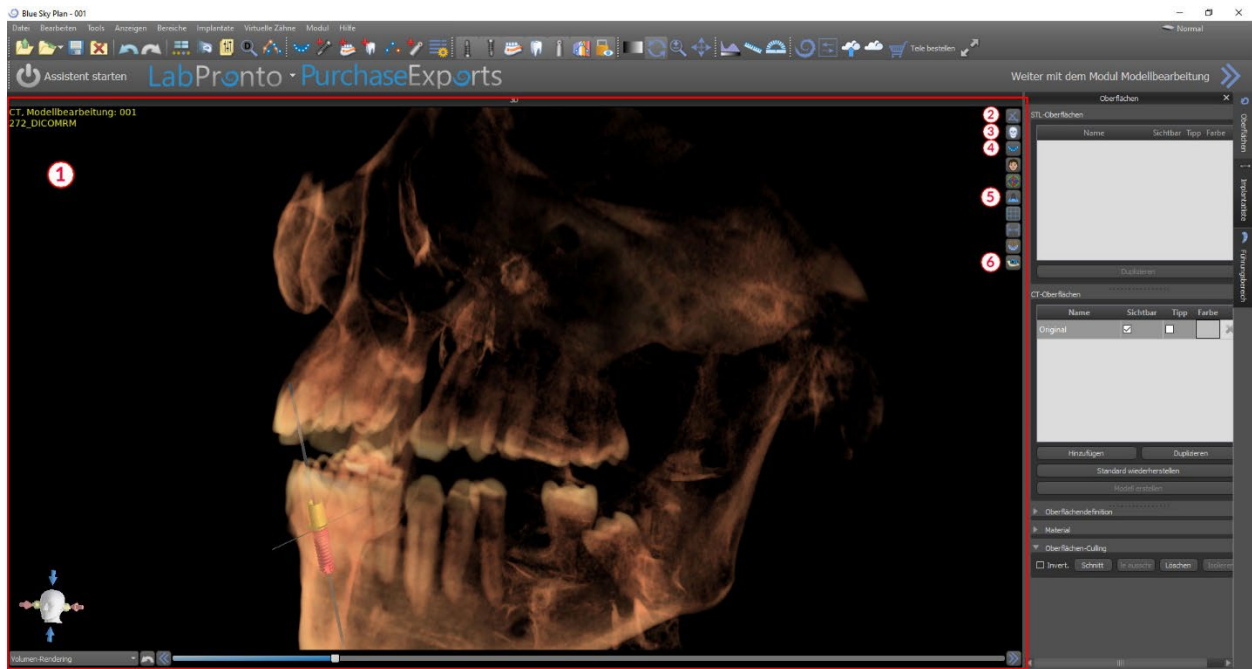 Blue Sky Plan - 001
Datei Bearbeiten Tools Anzeigen Bereiche Implantate Virtuelle Zähne Modul Hilfe
Normal
Teile bestellen
Assistent starten
LabPronto
PurchaseExports
Weiter mit dem Modul Modellbearbeitung
3D
CT, Modellbearbeitung: 001
272_DICOMRM
1
2
3
4
5
6
Volumen-Rendering
Oberflächen
STL-Oberflächen
Name Sichtbar Tipp Farbe
Duplizieren
CT-Oberflächen
Name Sichtbar Tipp Farbe
Original
Hinzufügen Duplizieren
Standard wiederherstellen
Modell erstellen
Oberflächendefinition
Material
Oberflächen-Culling
Invert. Schnitt Löschen
Oberflächen
Implantatliste
Führungsbereich